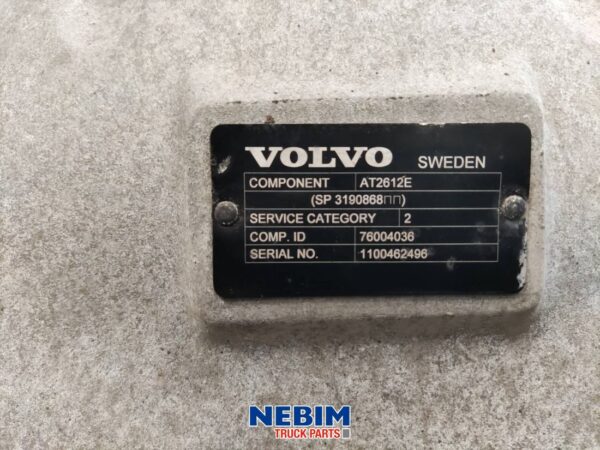 VOLVO SWEDEN
COMPONENT AT2612E
(SP 3190868□□)
SERVICE CATEGORY 2
COMP. ID 76004036
SERIAL NO. 1100462496
NEBIM
TRUCK PARTS